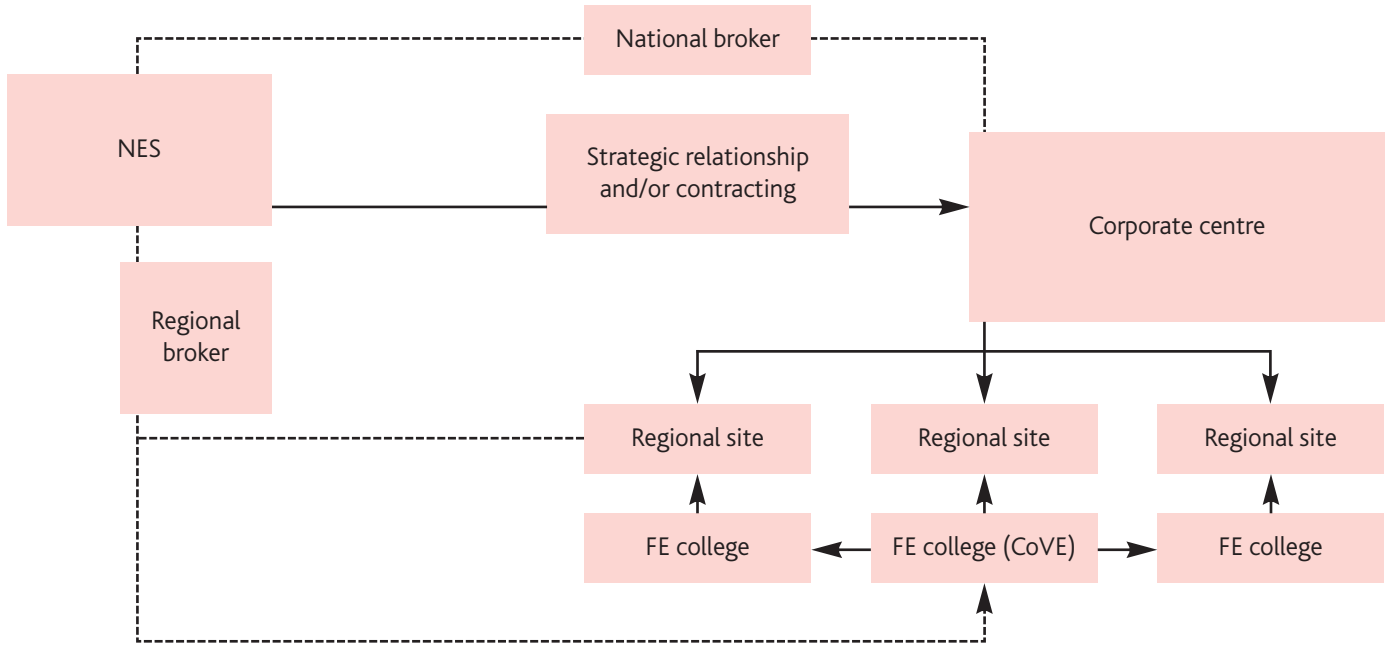 National broker
NES
Strategic relationship
and/or contracting
Corporate centre
Regional
broker
Regional site
Regional site
Regional site
FE college
FE college (CoVE)
FE college